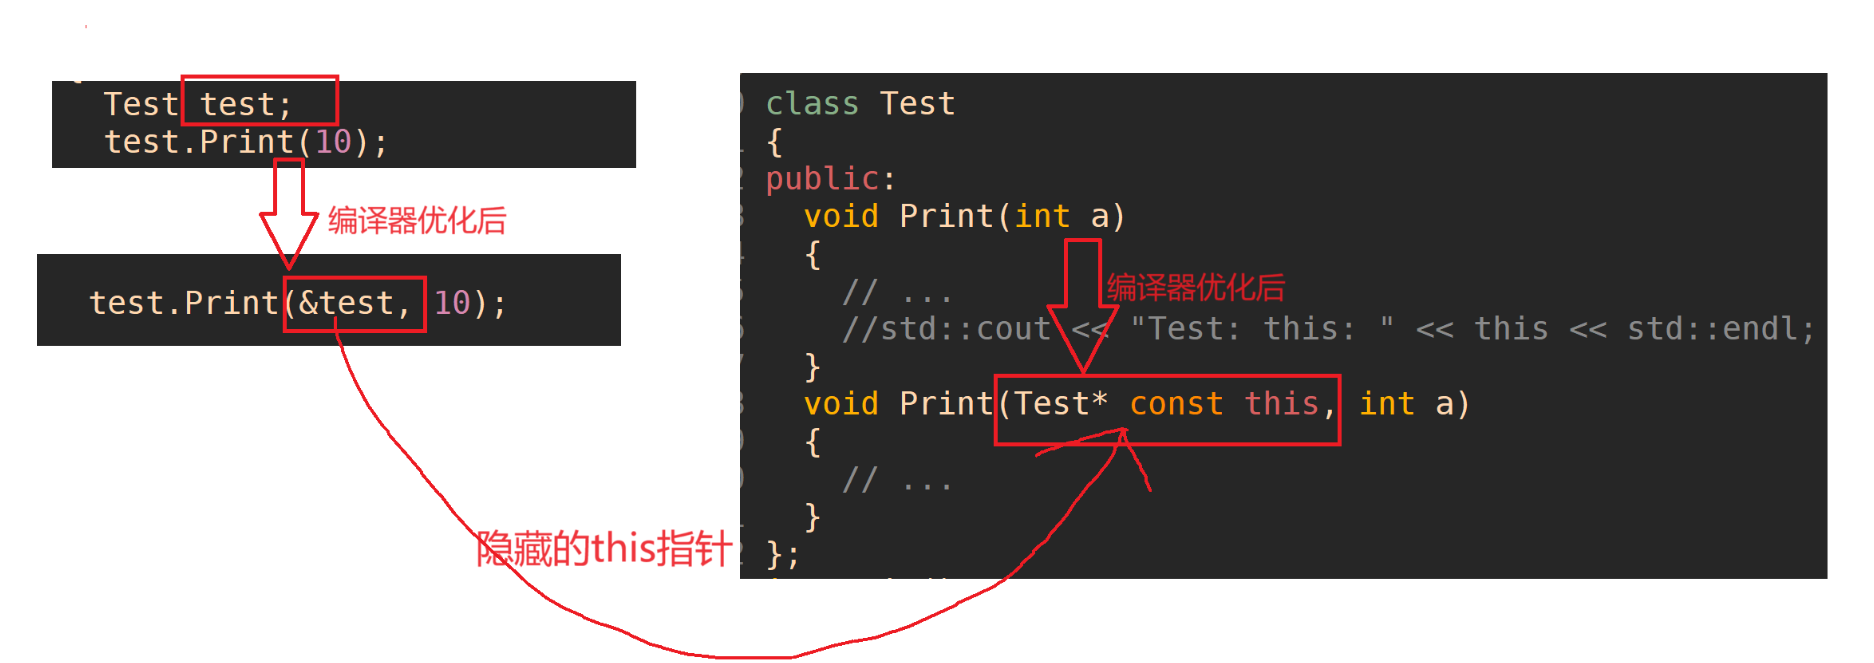 Test test;
test.Print(10);
编译器优化后
test.Print(&test, 10);
隐藏的this指针
class Test
{
public:
void Print(int a)
{
// ...
编译器优化后
//std::cout << "Test: this: " << this << std::endl;
}
void Print(Test* const this, int a)
{
// ...
}
};